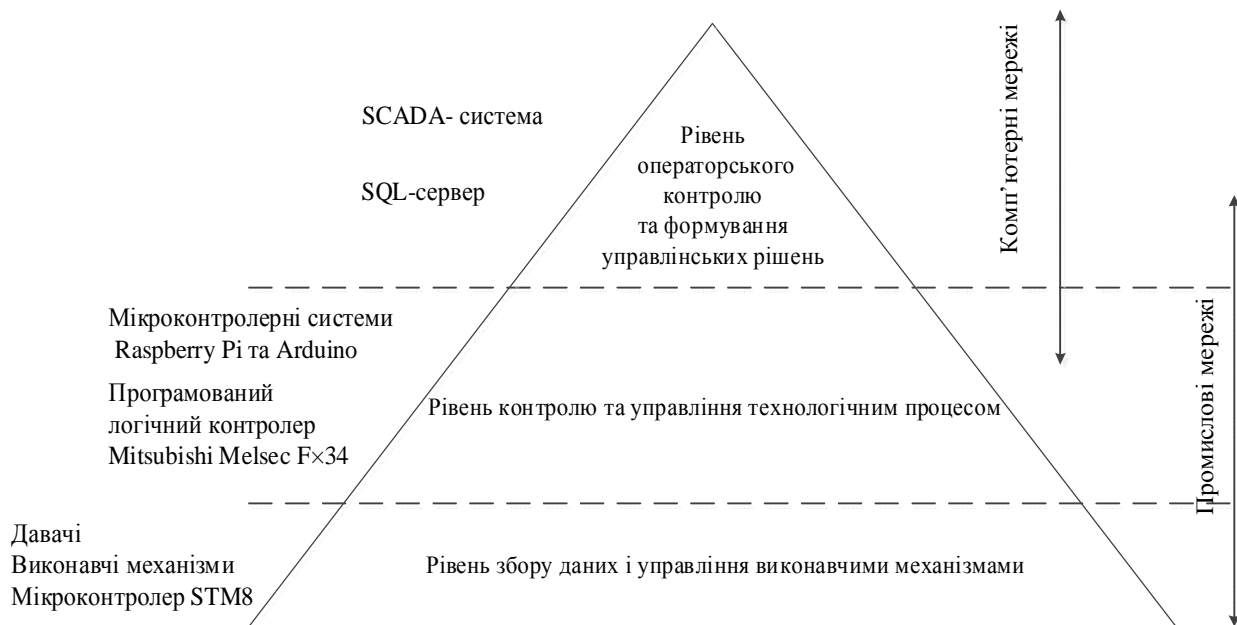 SCADA- система
SQL-сервер
Рівень
операторського
контролю
та формування
управлінських рішень
Комп’ютерні мережі
Мікроконтролерні системи
Raspberry Pi та Arduino
Програмований
логічний контролер
Mitsubishi Melsec F×34
Рівень контролю та управління технологічним процесом
Промислові мережі
Давачі
Виконавчі механізми
Мікроконтролер STM8
Рівень збору даних і управління виконавчими механізмами